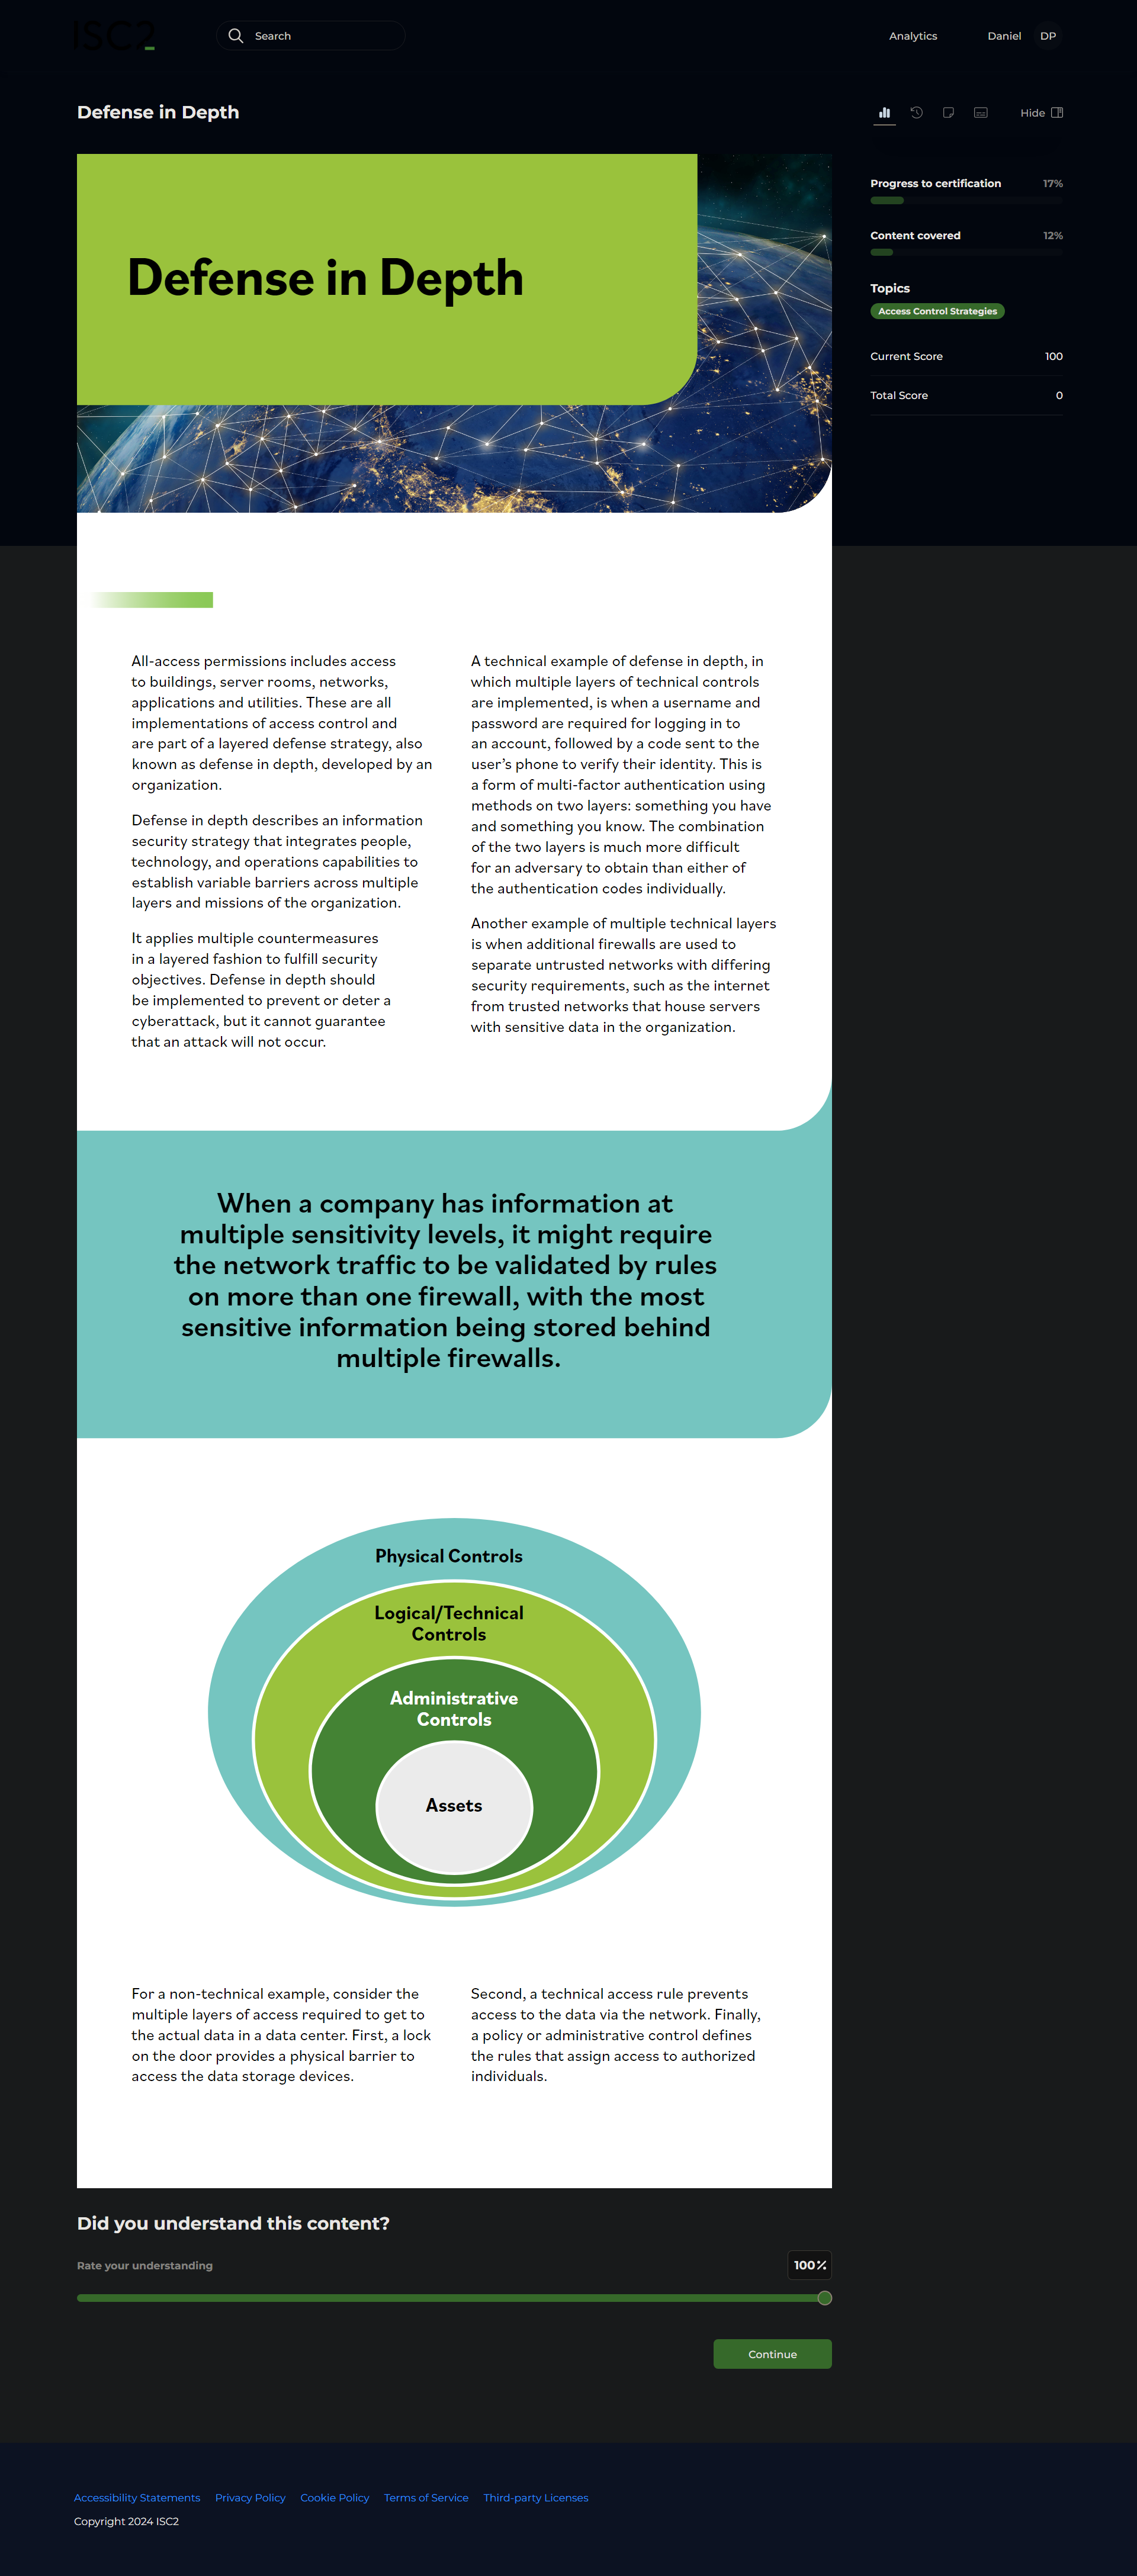 ISC2
Search
Analytics
Daniel
DP
Defense in Depth
Hide
Defense in Depth
Progress to certification
17%
Content covered
12%
Topics
Access Control Strategies
Current Score
100
Total Score
0
All-access permissions includes access
to buildings, server rooms, networks,
applications and utilities. These are all
implementations of access control and
are part of a layered defense strategy, also
known as defense in depth, developed by an
organization.
Defense in depth describes an information
security strategy that integrates people,
technology, and operations capabilities to
establish variable barriers across multiple
layers and missions of the organization.
It applies multiple countermeasures
in a layered fashion to fulfill security
objectives. Defense in depth should
be implemented to prevent or deter a
cyberattack, but it cannot guarantee
that an attack will not occur.
A technical example of defense in depth, in
which multiple layers of technical controls
are implemented, is when a username and
password are required for logging in to
an account, followed by a code sent to the
user’s phone to verify their identity. This is
a form of multi-factor authentication using
methods on two layers: something you have
and something you know. The combination
of the two layers is much more difficult
for an adversary to obtain than either of
the authentication codes individually.
Another example of multiple technical layers
is when additional firewalls are used to
separate untrusted networks with differing
security requirements, such as the internet
from trusted networks that house servers
with sensitive data in the organization.
When a company has information at
multiple sensitivity levels, it might require
the network traffic to be validated by rules
on more than one firewall, with the most
sensitive information being stored behind
multiple firewalls.
Physical Controls
Logical/Technical
Controls
Administrative
Controls
Assets
For a non-technical example, consider the
multiple layers of access required to get to
the actual data in a data center. First, a lock
on the door provides a physical barrier to
access the data storage devices.
Second, a technical access rule prevents
access to the data via the network. Finally,
a policy or administrative control defines
the rules that assign access to authorized
individuals.
Did you understand this content?
Rate your understanding
100%
Continue
Accessibility Statements
Privacy Policy
Cookie Policy
Terms of Service
Third-party Licenses
Copyright 2024 ISC2